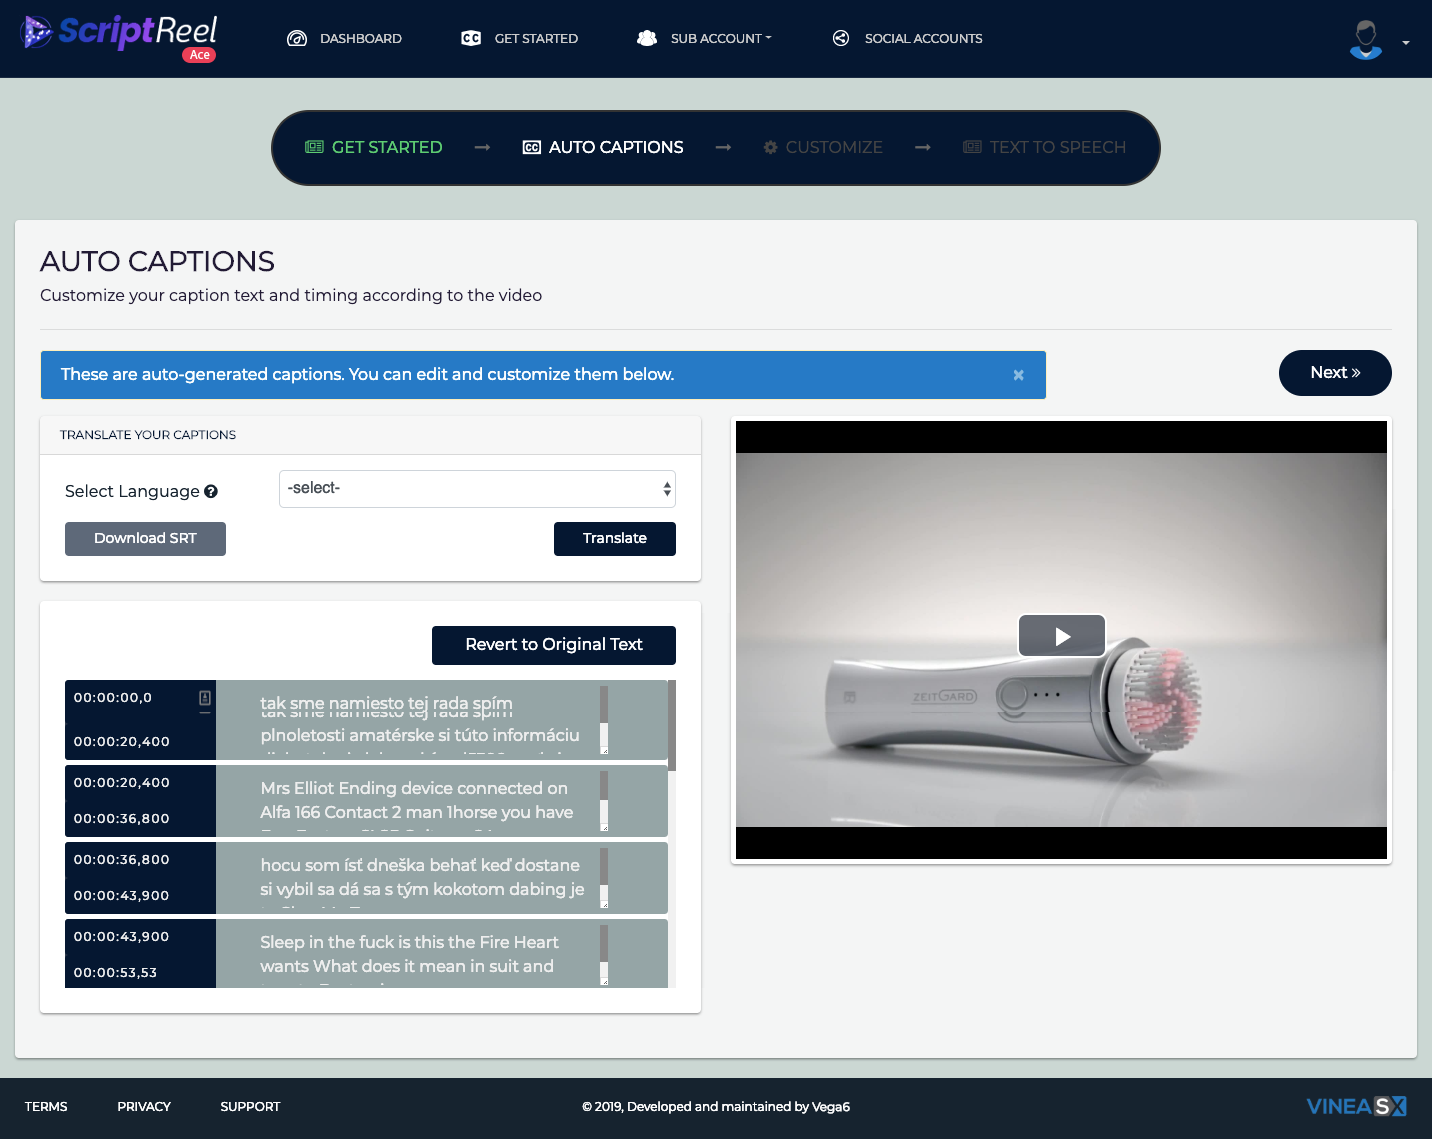 ScriptReel
Ace
DASHBOARD
GET STARTED
SUB ACCOUNT
SOCIAL ACCOUNTS
GET STARTED
AUTO CAPTIONS
CUSTOMIZE
TEXT TO SPEECH
AUTO CAPTIONS
Customize your caption text and timing according to the video
These are auto-generated captions. You can edit and customize them below.
×
Next »
TRANSLATE YOUR CAPTIONS
Select Language
-select-
Download SRT
Translate
Revert to Original Text
00:00:00,0
00:00:20,400
tak sme namiesto tej rada spím
tak sme namiesto tej rada spím
plnoletosti amatérske si túto informáciu
00:00:20,400
00:00:36,800
Mrs Elliot Ending device connected on
Alfa 166 Contact 2 man 1horse you have
00:00:36,800
00:00:43,900
hocu som ísť dneška behať keď dostane
si vybil sa dá sa s tým kokotom dabing je
00:00:43,900
00:00:53,53
Sleep in the fuck is this the Fire Heart
wants What does it mean in suit and
ZEITGARD
TERMS
PRIVACY
SUPPORT
© 2019, Developed and maintained by Vega6
VINEASX